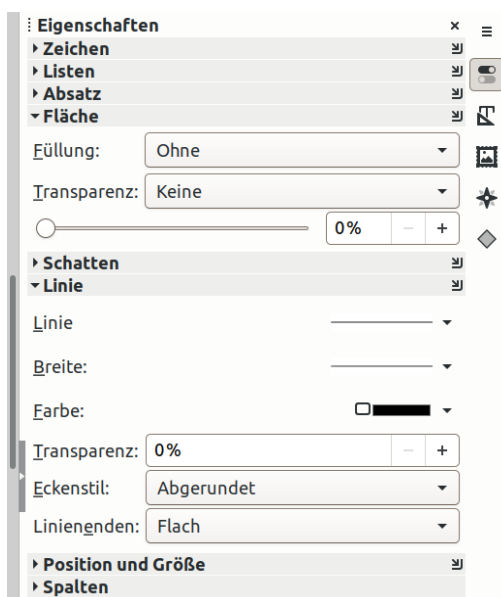 Eigenschaften
Zeichen
Listen
Absatz
Fläche
Füllung: Ohne
Transparenz: Keine
0%
Schatten
Linie
Linie
Breite:
Farbe:
Transparenz: 0%
Eckenstil: Abgerundet
Linienenden: Flach
Position und Größe
Spalten